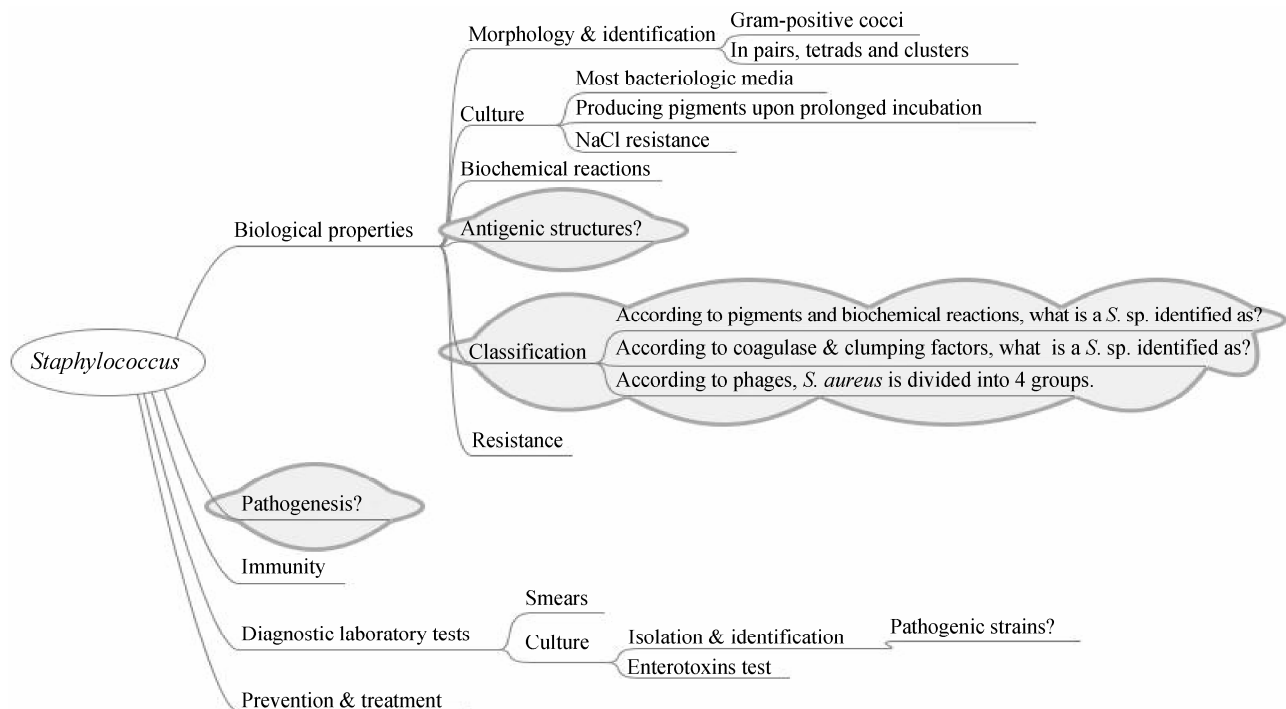 Staphylococcus
Biological properties
Morphology & identification
Gram-positive cocci
In pairs, tetrads and clusters
Culture
Most bacteriologic media
Producing pigments upon prolonged incubation
NaCl resistance
Biochemical reactions
Antigenic structures?
Classification
According to pigments and biochemical reactions, what is a S. sp. identified as?
According to coagulase & clumping factors, what is a S. sp. identified as?
According to phages, S. aureus is divided into 4 groups.
Resistance
Pathogenesis?
Immunity
Diagnostic laboratory tests
Smears
Culture
Isolation & identification
Pathogenic strains?
Enterotoxins test
Prevention & treatment